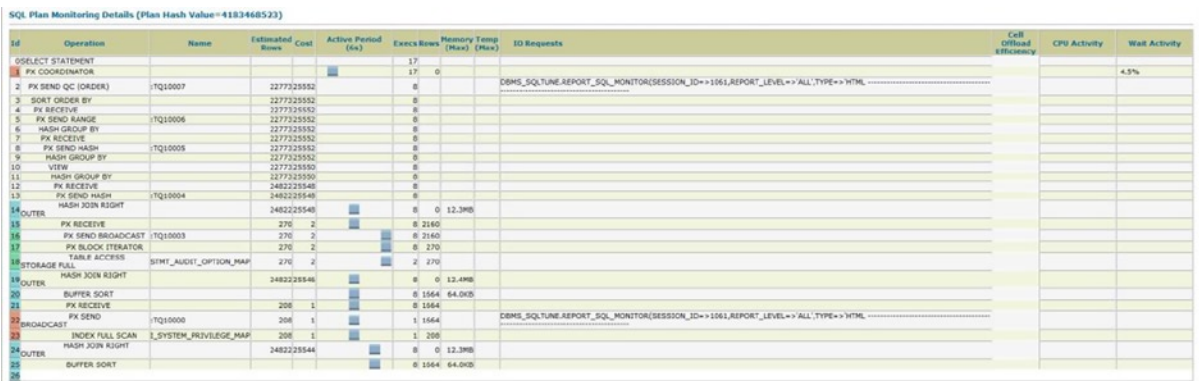 SQL Plan Monitoring Details (Plan Hash Value=4183468523)
Id Operation Name Estimated Rows Cost Active Period (6s) Execs Rows Memory (Max) Temp (Max) IO Requests Cell Offload Efficiency CPU Activity Wait Activity
0 SELECT STATEMENT 17
1 PX COORDINATOR 17 0 4.5%
2 PX SEND QC (ORDER) :TQ10007 22773 25552 8 DBMS_SQLTUNE.REPORT_SQL_MONITOR(SESSION_ID=>1061,REPORT_LEVEL=>'ALL',TYPE=>'HTML
3 SORT ORDER BY 22773 25552 8
4 PX RECEIVE 22773 25552 8
5 PX SEND RANGE :TQ10006 22773 25552 8
6 HASH GROUP BY 22773 25552 8
7 PX RECEIVE 22773 25552 8
8 PX SEND HASH :TQ10005 22773 25552 8
9 HASH GROUP BY 22773 25552 8
10 VIEW 22773 25550 8
11 HASH GROUP BY 22773 25550 8
12 PX RECEIVE 24822 25548 8
13 PX SEND HASH :TQ10004 24822 25548 8
14 HASH JOIN RIGHT OUTER 24822 25548 8 0 12.3MB
15 PX RECEIVE 270 2 8 2160
16 PX SEND BROADCAST :TQ10003 270 2 8 2160
17 PX BLOCK ITERATOR 270 2 8 270
18 TABLE ACCESS STORAGE FULL STMT_AUDIT_OPTION_MAP 270 2 2 270
19 HASH JOIN RIGHT OUTER 24822 25546 8 0 12.4MB
20 BUFFER SORT 8 1664 64.0KB
21 PX RECEIVE 208 1 8 1664
22 PX SEND BROADCAST :TQ10000 208 1 1 1664 DBMS_SQLTUNE.REPORT_SQL_MONITOR(SESSION_ID=>1061,REPORT_LEVEL=>'ALL',TYPE=>'HTML
23 INDEX FULL SCAN I_SYSTEM_PRIVILEGE_MAP 208 1 1 208
24 HASH JOIN RIGHT OUTER 24822 25544 8 0 12.3MB
25 BUFFER SORT 8 1664 64.0KB
26